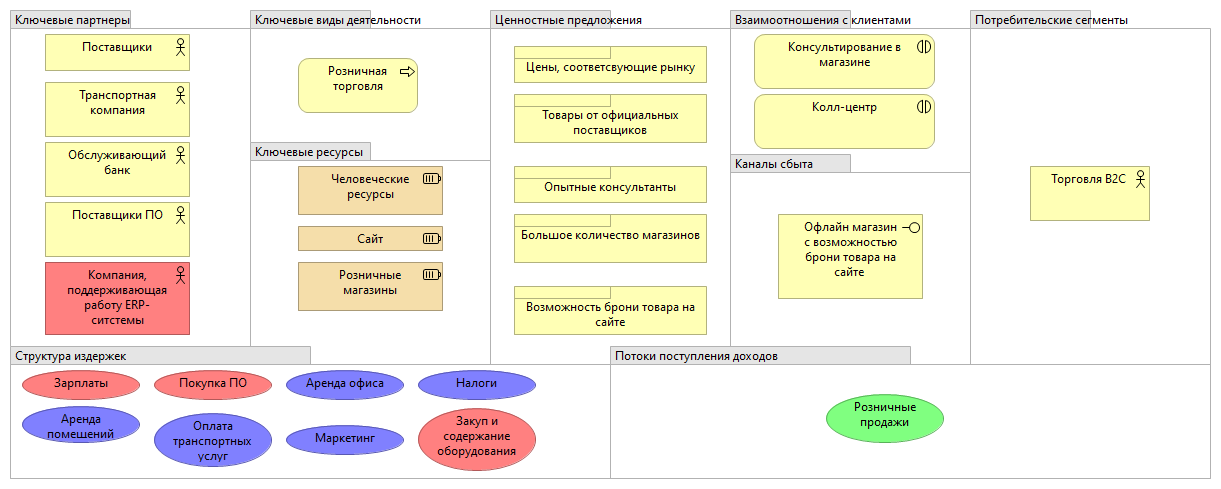 Ключевые партнеры
Поставщики
Транспортная
компания
Обслуживающий
банк
Поставщики ПО
Компания,
поддерживающая
работу ERP-
ситстемы
Ключевые виды деятельности
Розничная
торговля
Ключевые ресурсы
Человеческие
ресурсы
Сайт
Розничные
магазины
Ценностные предложения
Цены, соответсвующие рынку
Товары от официальных
поставщиков
Опытные консультанты
Большое количество магазинов
Возможность брони товара на
сайте
Взаимоотношения с клиентами
Консультирование в
магазине
Колл-центр
Каналы сбыта
Офлайн магазин
с возможностью
брони товара на
сайте
Потребительские сегменты
Торговля B2C
Структура издержек
Зарплаты
Покупка ПО
Аренда офиса
Налоги
Аренда
помещений
Оплата
транспортных
услуг
Маркетинг
Закуп и
содержание
оборудования
Потоки поступления доходов
Розничные
продажи